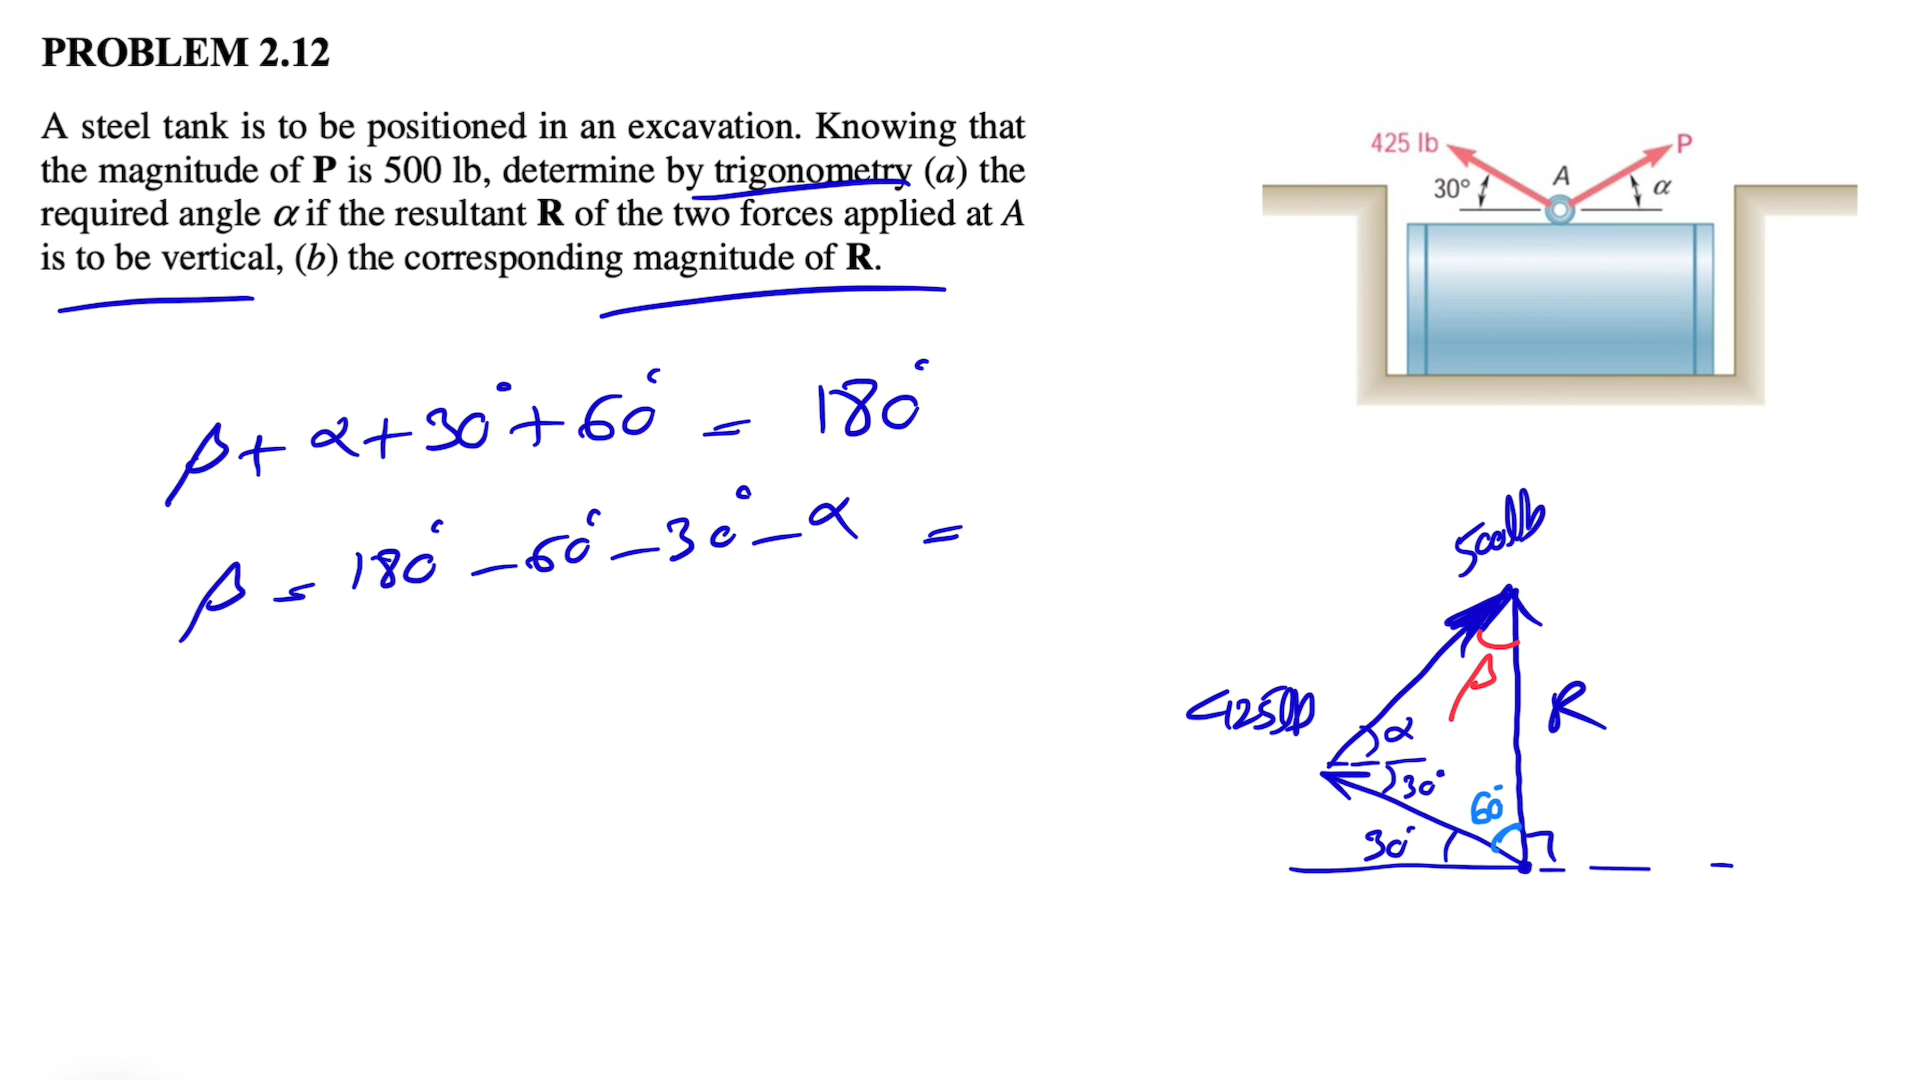 PROBLEM 2.12
A steel tank is to be positioned in an excavation. Knowing that
the magnitude of P is 500 lb, determine by trigonometry (a) the
required angle α if the resultant R of the two forces applied at A
is to be vertical, (b) the corresponding magnitude of R.
425 lb
P
A
30°
α
β + α + 30° + 60° = 180°
β = 180° − 60° − 30° − α =
500lb
β
425lb
R
α
30°
60°
30°